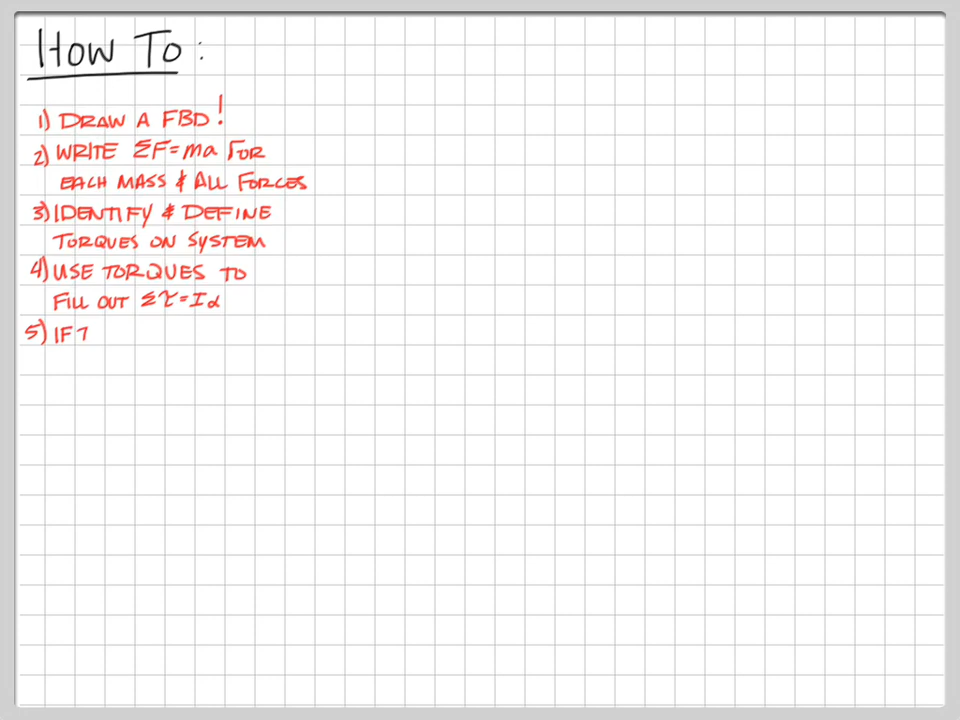 How To:
1) DRAW A FBD!
2) WRITE ΣF=ma FOR
EACH MASS & ALL FORCES
3) IDENTIFY & DEFINE
TORQUES ON SYSTEM
4) USE TORQUES TO
FILL OUT Στ=Iα
5) IF